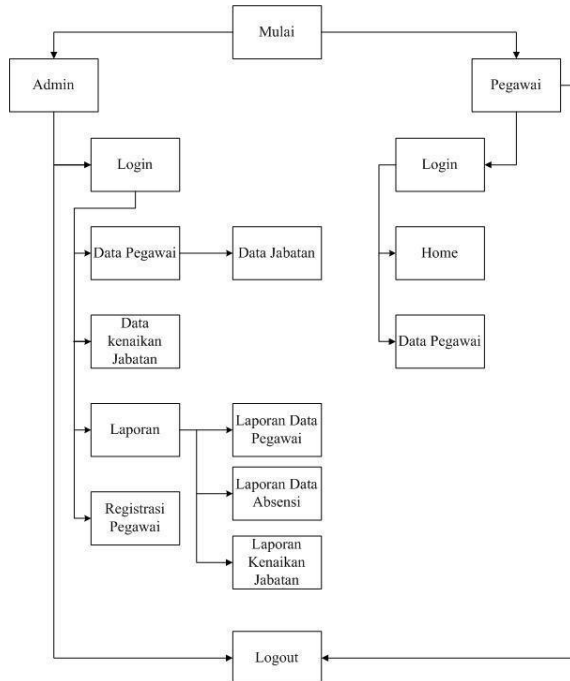 Mulai
Admin
Pegawai
Login
Login
Data Pegawai
Data Jabatan
Home
Data
kenaikan
Jabatan
Data Pegawai
Laporan
Laporan Data
Pegawai
Laporan Data
Absensi
Registrasi
Pegawai
Laporan
Kenaikan
Jabatan
Logout